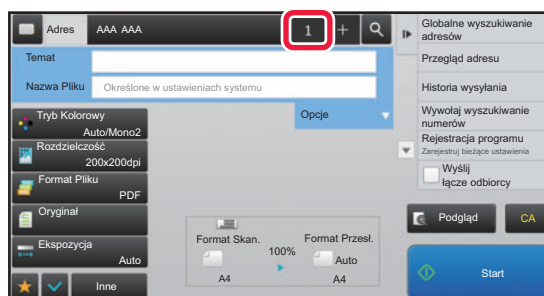 Adres
AAA AAA
1
+
Temat
Nazwa Pliku
Określone w ustawieniach systemu
Opcje
Tryb Kolorowy
Auto/Mono2
Rozdzielczość
200x200dpi
Format Pliku
PDF
Oryginał
Ekspozycja
Auto
Inne
Format Skan.
100%
Format Przesł.
Auto
A4
A4
Globalne wyszukiwanie
adresów
Przegląd adresu
Historia wysyłania
Wywołaj wyszukiwanie
numerów
Rejestracja programu
Zarejestruj bieżące ustawienia
Wyślij
łącze odbiorcy
Podgląd
CA
Start